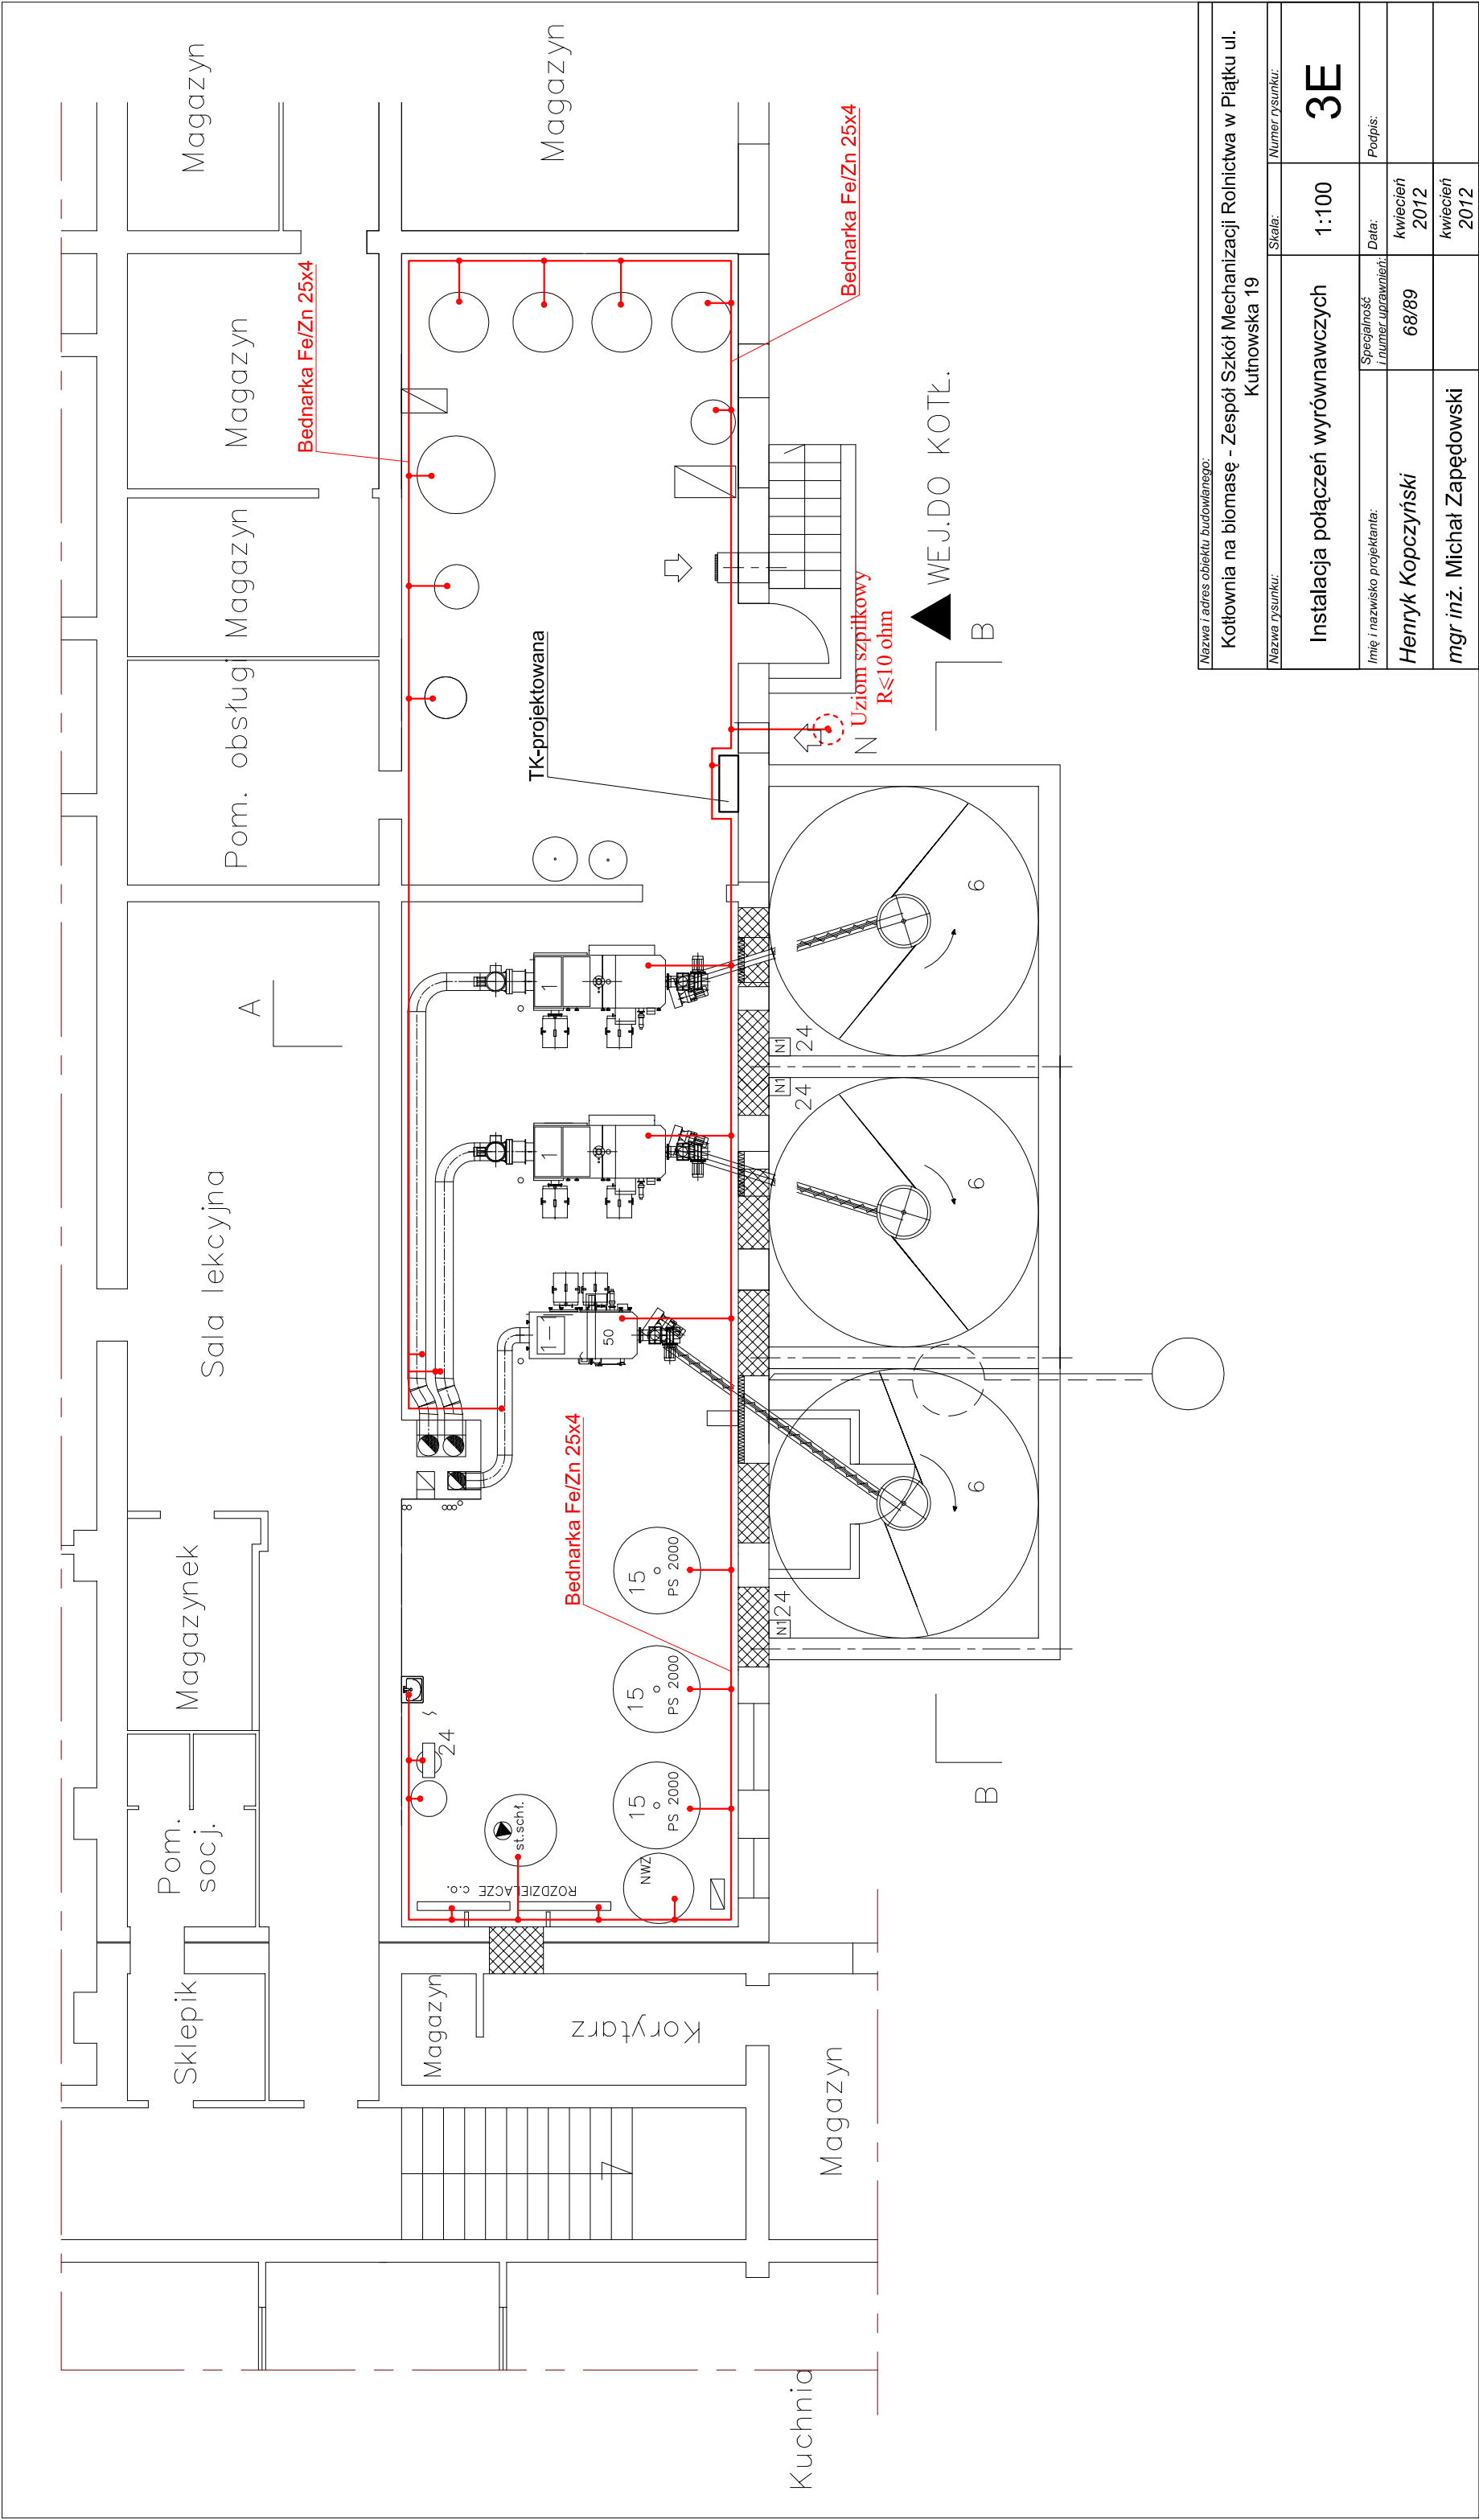 Magazyn
Magazyn
Bednarka Fe/Zn 25x4
Magazyn
Bednarka Fe/Zn 25x4
Magazyn
Pom. obsługi
TK-projektowana
WEJ.DO KOTŁ.
Uziom szpilkowy
R⩽10 ohm
N
B
A
Sala lekcyjna
1
1
1-1
50
6
6
6
N1
24
N1
24
N1
24
Bednarka Fe/Zn 25x4
Magazynek
15
PS 2000
15
PS 2000
15
PS 2000
24
st.schł.
NWZ
ROZDZIELACZE c.o.
Pom.
socj.
B
Sklepik
Magazyn
Korytarz
Magazyn
Kuchnia
Nazwa i adres obiektu budowlanego:
Kotłownia na biomasę - Zespół Szkół Mechanizacji Rolnictwa w Piątku ul.
Kutnowska 19
Nazwa rysunku:
Skala:
Numer rysunku:
Instalacja połączeń wyrównawczych
1:100
3E
Imię i nazwisko projektanta:
Specjalność
i numer uprawnień:
Data:
Podpis:
Henryk Kopczyński
68/89
kwiecień
2012
mgr inż. Michał Zapędowski
kwiecień
2012